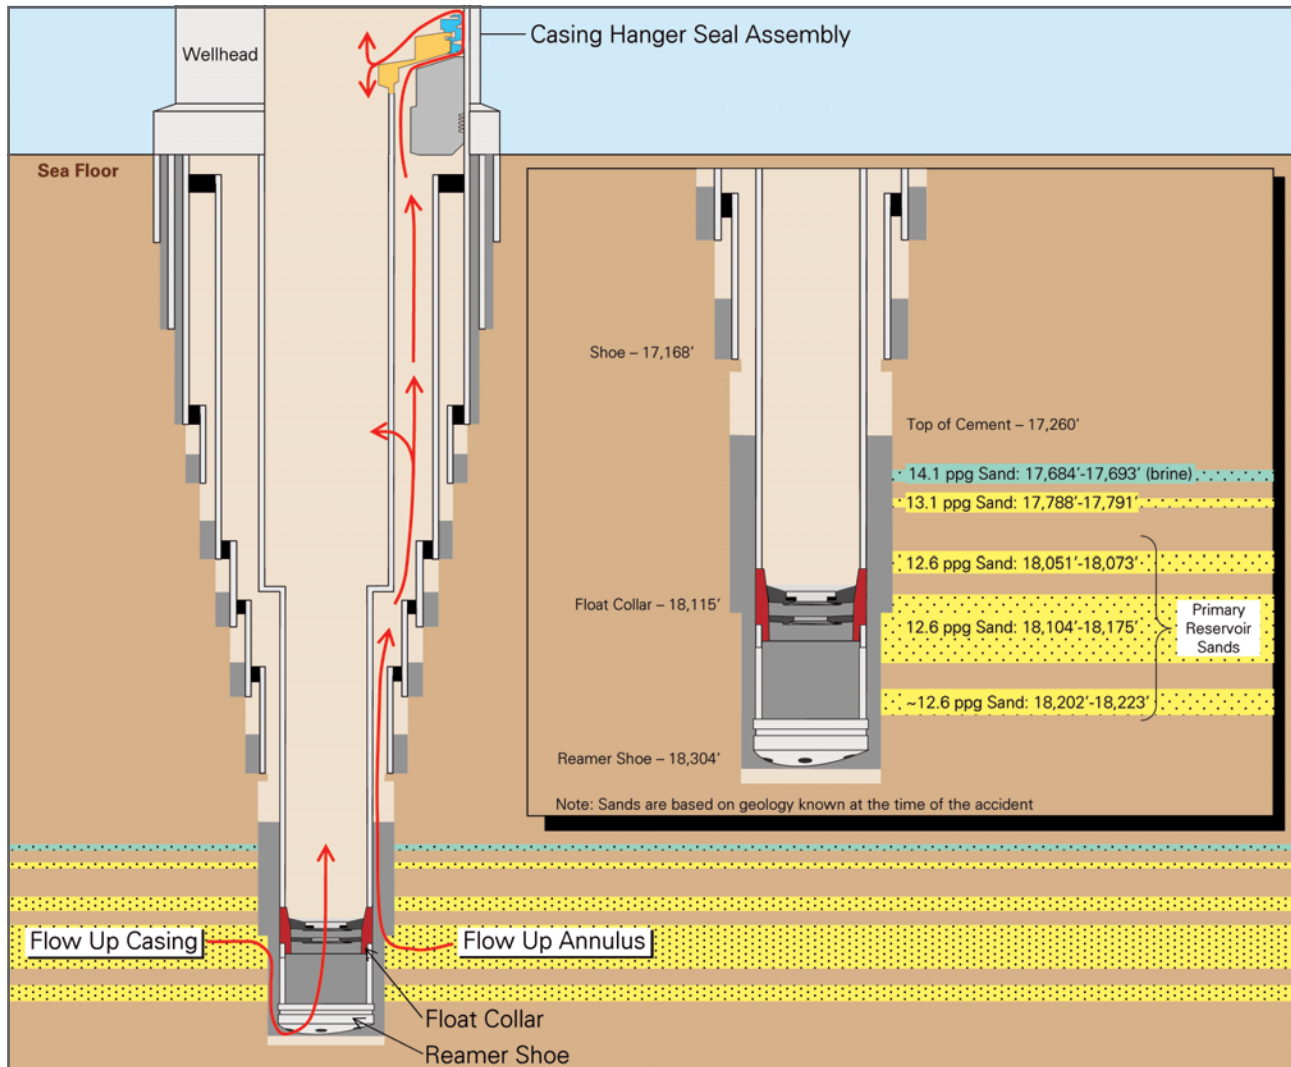 Wellhead
Casing Hanger Seal Assembly
Sea Floor
Shoe – 17,168’
Top of Cement – 17,260’
14.1 ppg Sand: 17,684’-17,693’ (brine)
13.1 ppg Sand: 17,788’-17,791’
12.6 ppg Sand: 18,051’-18,073’
Float Collar – 18,115’
12.6 ppg Sand: 18,104’-18,175’
Primary
Reservoir
Sands
~12.6 ppg Sand: 18,202’-18,223’
Reamer Shoe – 18,304’
Note: Sands are based on geology known at the time of the accident
Flow Up Casing
Flow Up Annulus
Float Collar
Reamer Shoe